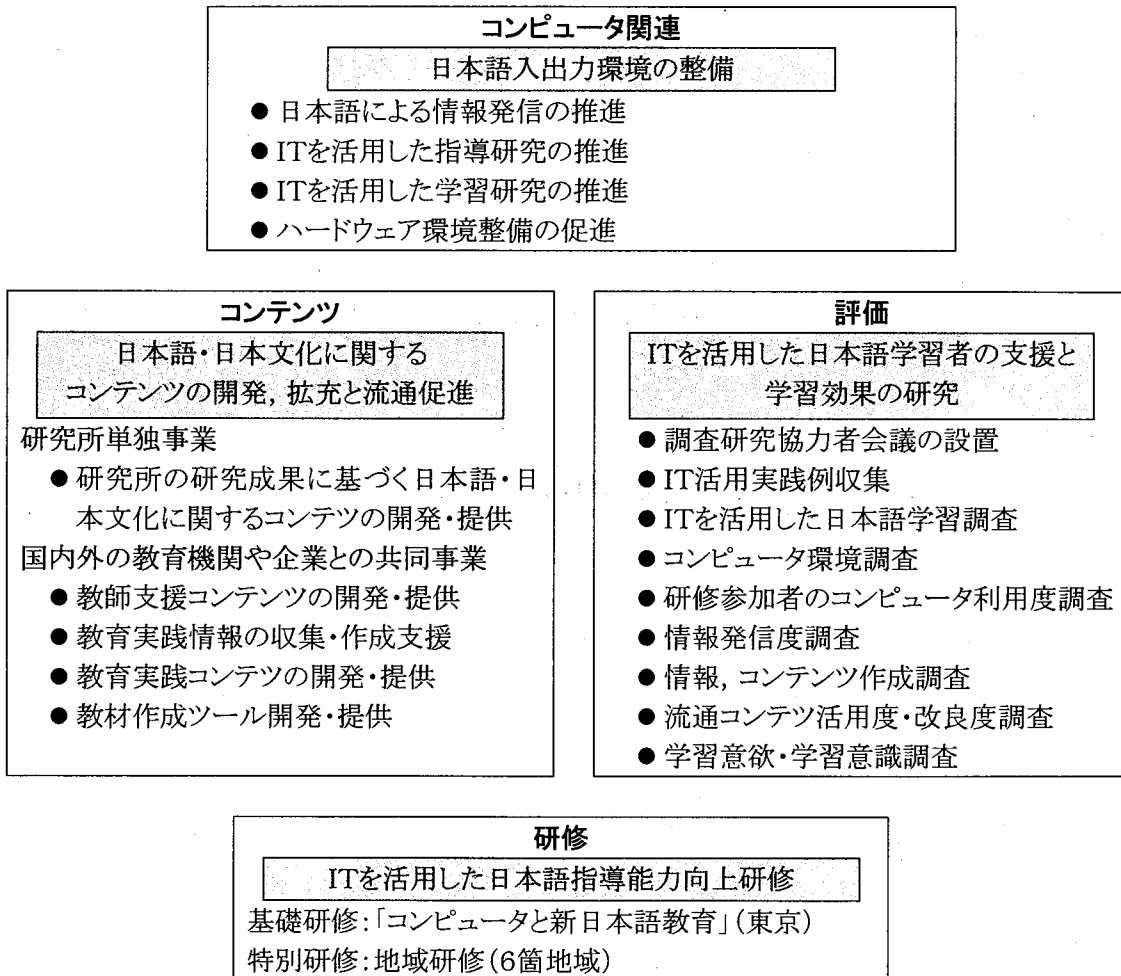 コンピュータ関連
日本語入出力環境の整備
● 日本語による情報発信の推進
● ITを活用した指導研究の推進
● ITを活用した学習研究の推進
● ハードウェア環境整備の促進
コンテンツ
日本語・日本文化に関する
コンテンツの開発, 拡充と流通促進
研究所単独事業
● 研究所の研究成果に基づく日本語・日
本文化に関するコンテツの開発・提供
国内外の教育機関や企業との共同事業
● 教師支援コンテンツの開発・提供
● 教育実践情報の収集・作成支援
● 教育実践コンテツの開発・提供
● 教材作成ツール開発・提供
評価
ITを活用した日本語学習者の支援と
学習効果の研究
● 調査研究協力者会議の設置
● IT活用実践例収集
● ITを活用した日本語学習調査
● コンピュータ環境調査
● 研修参加者のコンピュータ利用度調査
● 情報発信度調査
● 情報, コンテンツ作成調査
● 流通コンテツ活用度・改良度調査
● 学習意欲・学習意識調査
研修
ITを活用した日本語指導能力向上研修
基礎研修:「コンピュータと新日本語教育」(東京)
特別研修:地域研修(6箇地域)